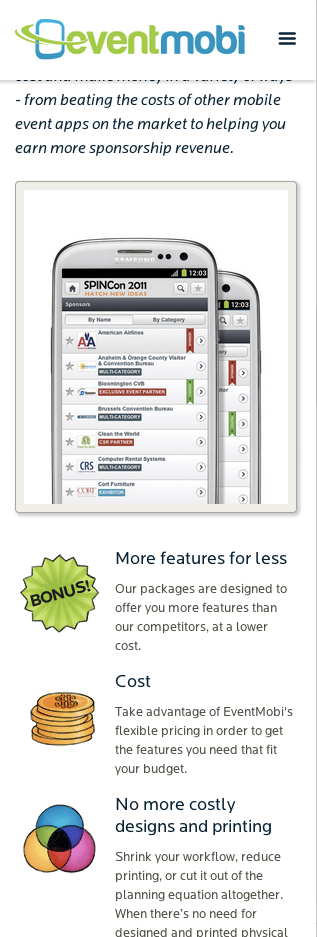 eventmobi
- from beating the costs of other mobile
event apps on the market to helping you
earn more sponsorship revenue.
SAMSUNG
12:03
12:03
SPINCon 2011
HATCH NEW IDEAS
Sponsors
By Name
By Category
American Airlines
Anaheim & Orange County Visitor
& Convention Bureau
MULTI-CATEGORY
Bloomington CVB
EXCLUSIVE EVENT PARTNER
Brussels Convention Bureau
MULTI-CATEGORY
Clean the World
CSR PARTNER
CRS
Computer Rental Systems
MULTI-CATEGORY
CORT
Cort Furniture
EXHIBITOR
BONUS!
More features for less
Our packages are designed to
offer you more features than
our competitors, at a lower
cost.
Cost
Take advantage of EventMobi's
flexible pricing in order to get
the features you need that fit
your budget.
No more costly
designs and printing
Shrink your workflow, reduce
printing, or cut it out of the
planning equation altogether.
When there's no need for
designed and printed physical